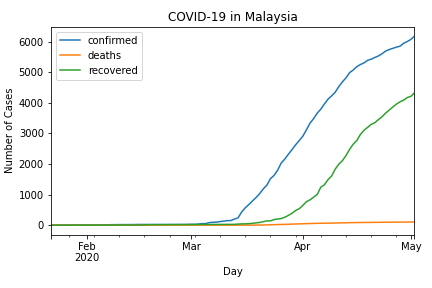 COVID-19 in Malaysia
confirmed
deaths
recovered
Number of Cases
6000
5000
4000
3000
2000
1000
0
Feb
2020
Mar
Apr
May
Day